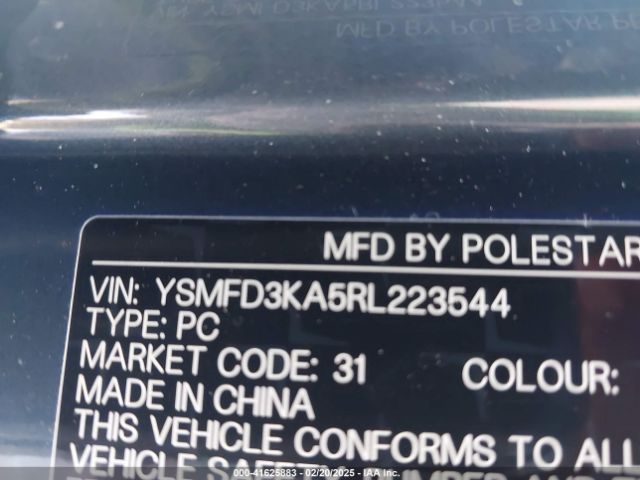 MFD BY POLESTAR
VIN: YSMFD3KA5RL223544
TYPE: PC
MARKET CODE: 31 COLOUR:
MADE IN CHINA
THIS VEHICLE CONFORMS TO ALL
VEHICLE
000-41625883 - 02/20/2025 - IAA Inc.